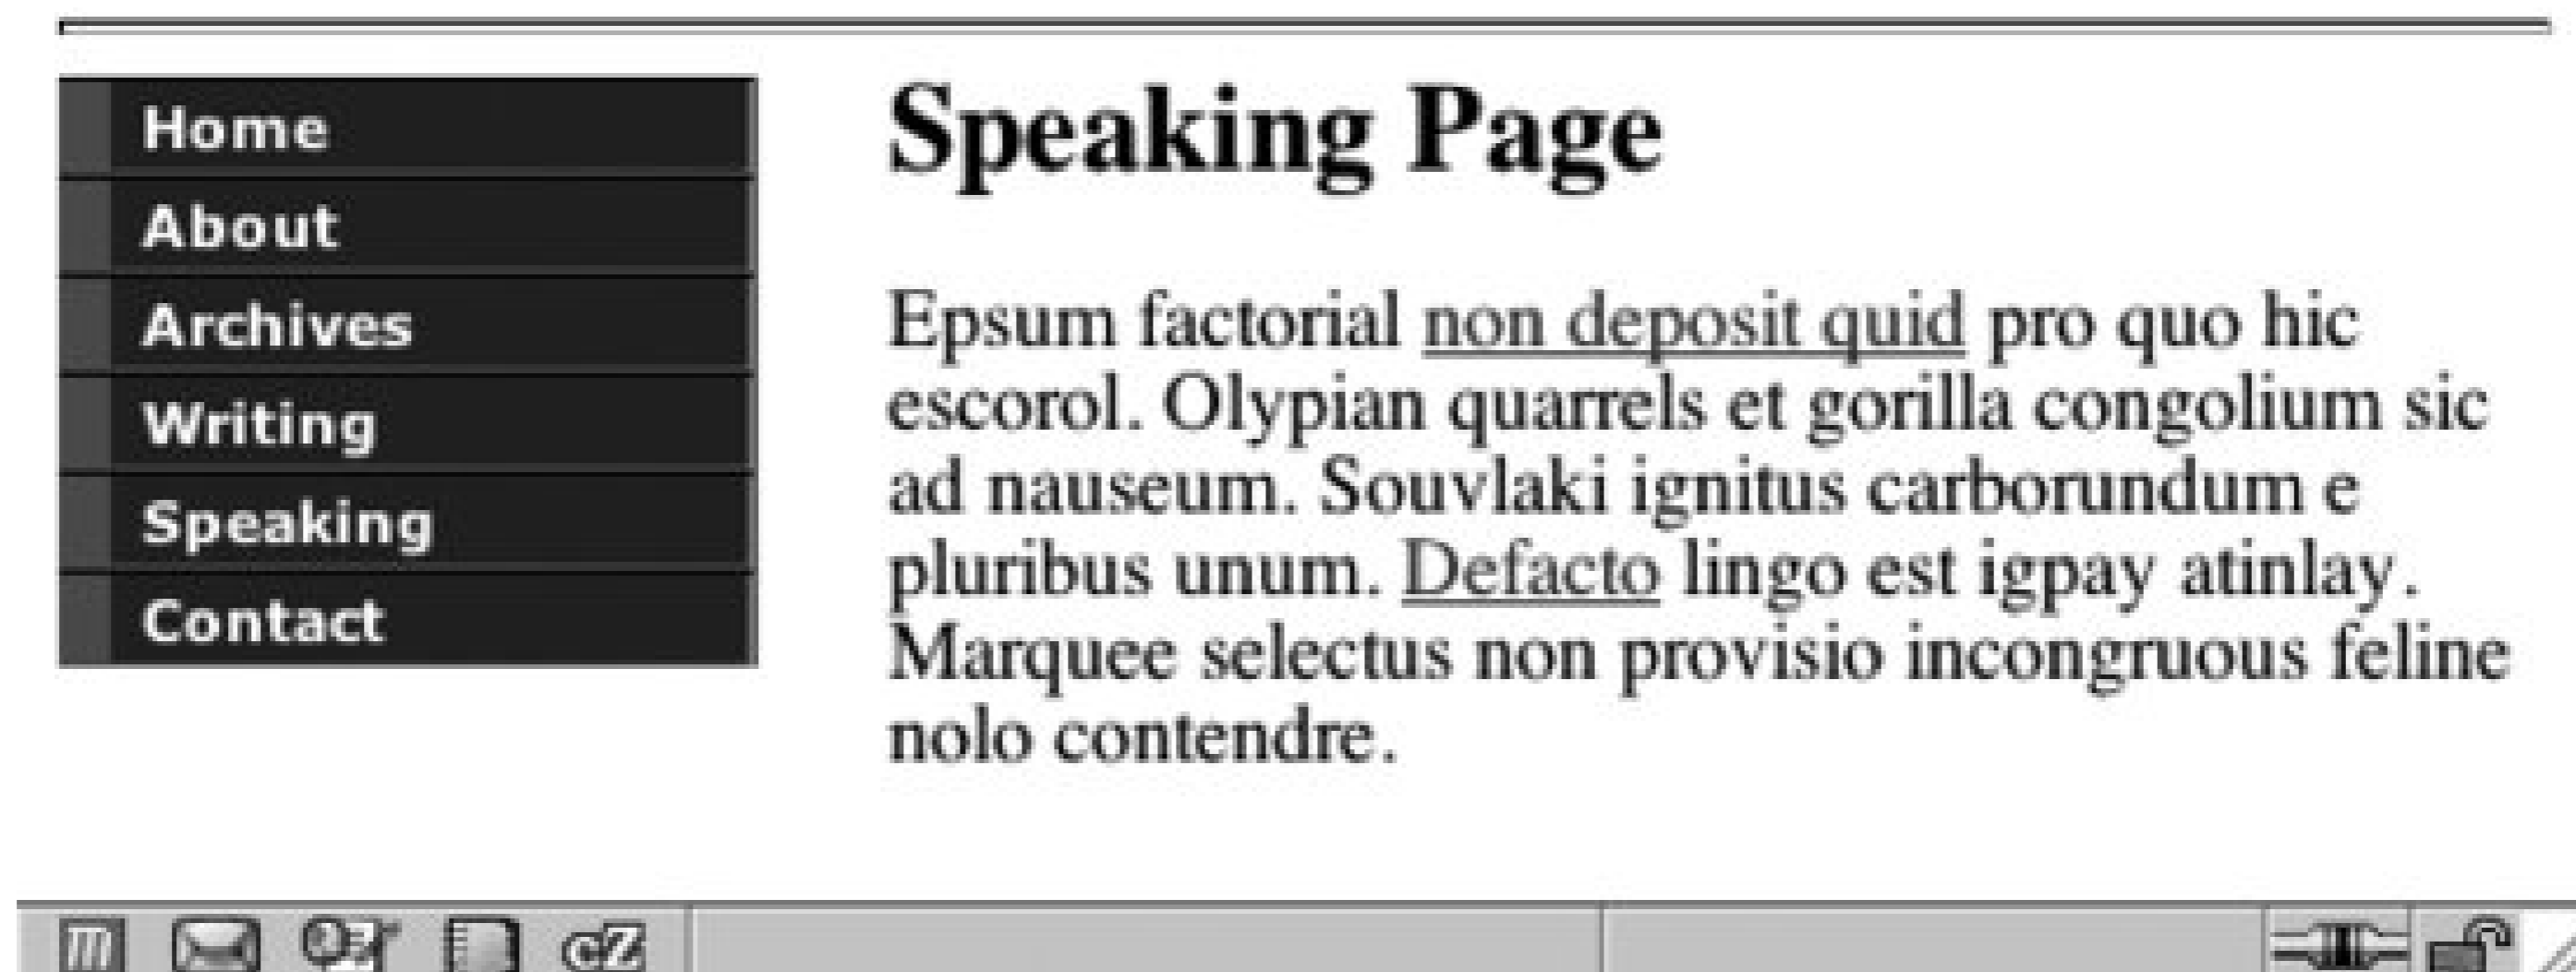 Home
About
Archives
Writing
Speaking
Contact
Speaking Page
Epsum factorial non deposit quid pro quo hic
escorol. Olypian quarrels et gorilla congolium sic
ad nauseum. Souvlaki ignitus carborundum e
pluribus unum. Defacto lingo est igpay atinlay.
Marquee selectus non provisio incongruous feline
nolo contendre.
m
cZ